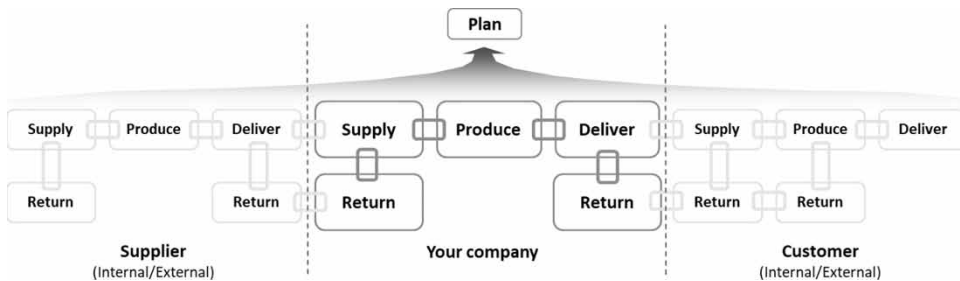 Plan
Supply Produce Deliver Supply Produce Deliver Supply Produce Deliver
Return Return Return Return Return Return
Supplier Your company Customer
(Internal/External) (Internal/External)